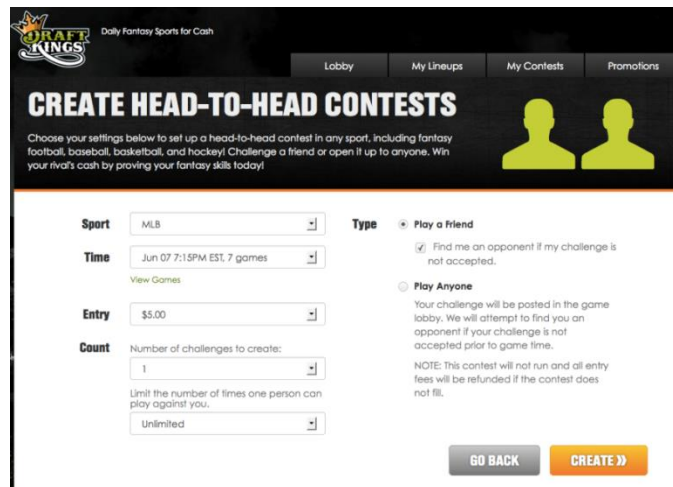 DRAFT
KINGS
Daily Fantasy Sports for Cash
Lobby
My Lineups
My Contests
Promotions
CREATE HEAD-TO-HEAD CONTESTS
Choose your settings below to set up a head-to-head contest in any sport, including fantasy
football, baseball, basketball, and hockey! Challenge a friend or open it up to anyone. Win
your rival's cash by proving your fantasy skills today!
Sport
MLB
Time
Jun 07 7:15PM EST, 7 games
View Games
Entry
$5.00
Count
Number of challenges to create:
1
Limit the number of times one person can
play against you.
Unlimited
Type
Play a Friend
Find me an opponent if my challenge is
not accepted.
Play Anyone
Your challenge will be posted in the game
lobby. We will attempt to find you an
opponent if your challenge is not
accepted prior to game time.
NOTE: This contest will not run and all entry
fees will be refunded if the contest does
not fill.
GO BACK
CREATE »